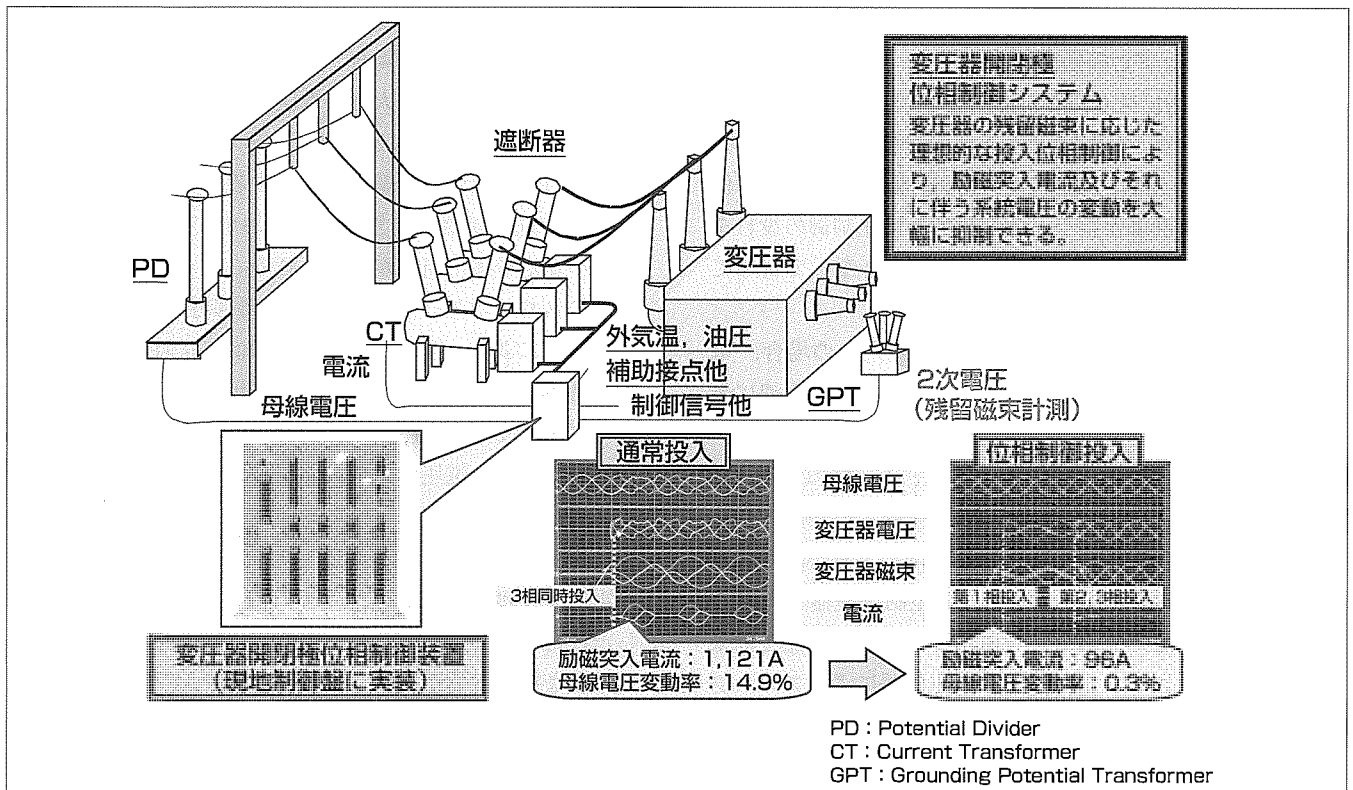 変圧器開閉極
位相制御システム
変圧器の残留磁束に応じた
理想的な投入位相制御によ
り，励磁突入電流及びそれ
に伴う系統電圧の変動を大
幅に抑制できる。
遮断器
PD
変圧器
CT
外気温，油圧
補助接点他
電流
母線電圧
制御信号他
GPT
2次電圧
（残留磁束計測）
通常投入
位相制御投入
母線電圧
変圧器電圧
変圧器磁束
電流
3相同時投入
第1相投入
第2，3相投入
変圧器開閉極位相制御装置
（現地制御盤に実装）
励磁突入電流：1,121A
母線電圧変動率：14.9%
励磁突入電流：96A
母線電圧変動率：0.3%
PD：Potential Divider
CT：Current Transformer
GPT：Grounding Potential Transformer